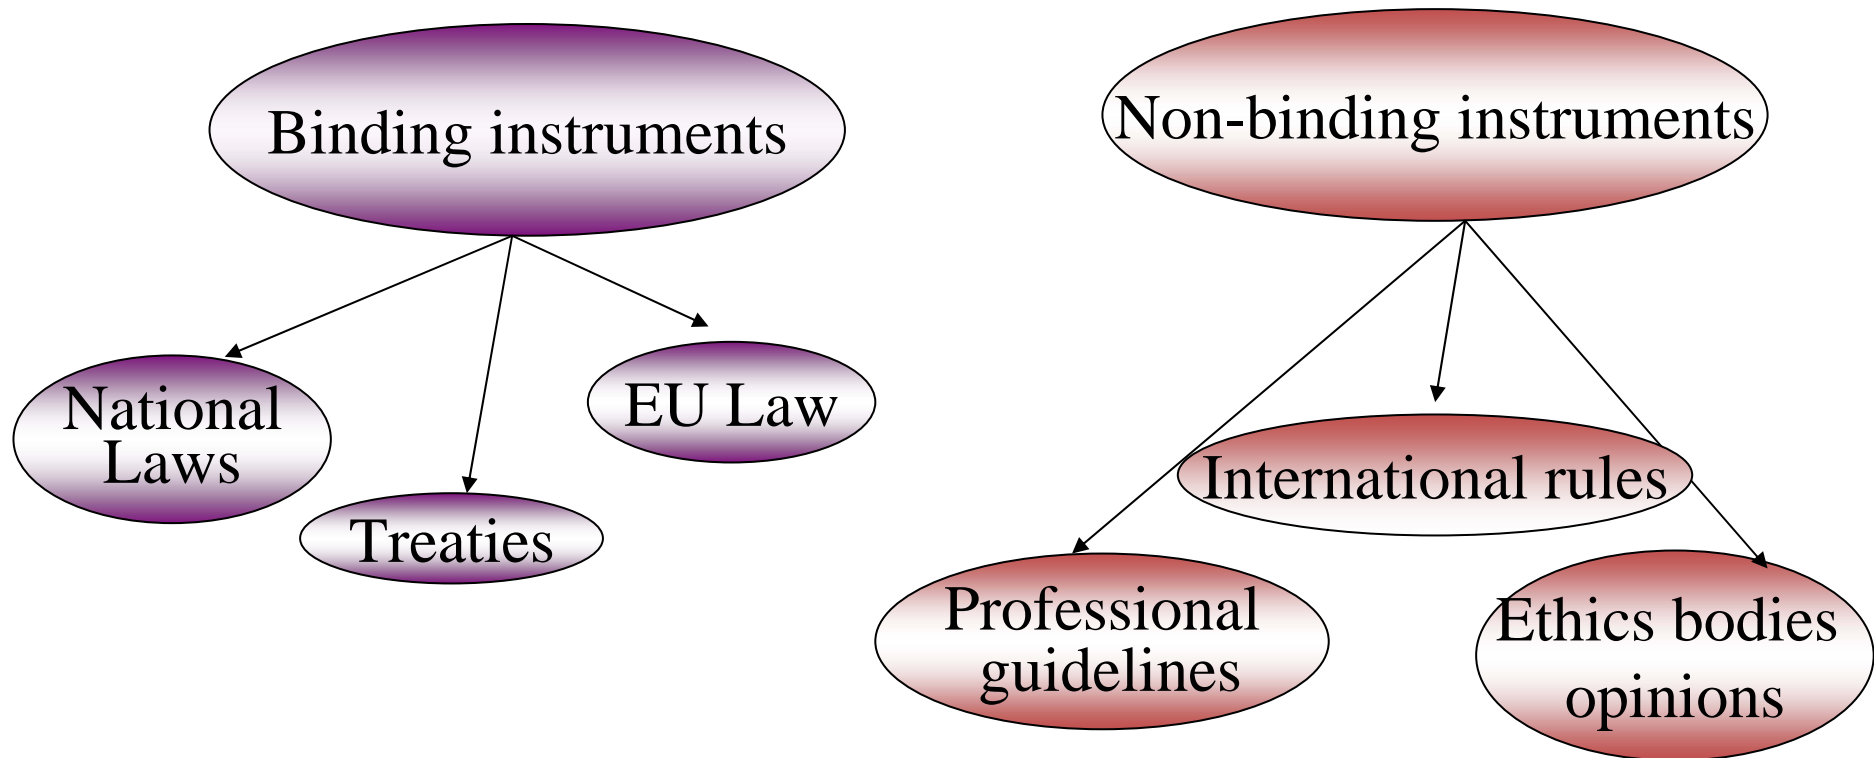 Binding instruments
National
Laws
Treaties
EU Law
Non-binding instruments
International rules
Professional
guidelines
Ethics bodies
opinions